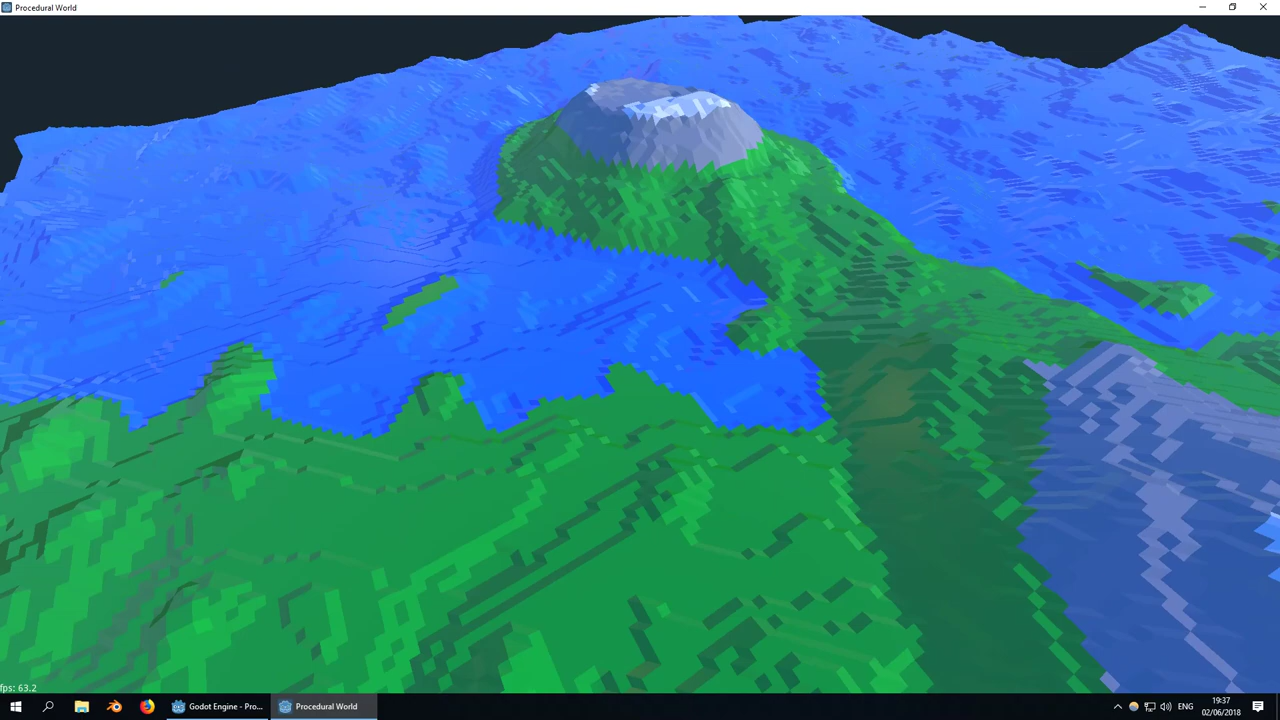 Procedural World
fps: 63.2
Godot Engine - Pro...
Procedural World
ENG
19:37
02/06/2018